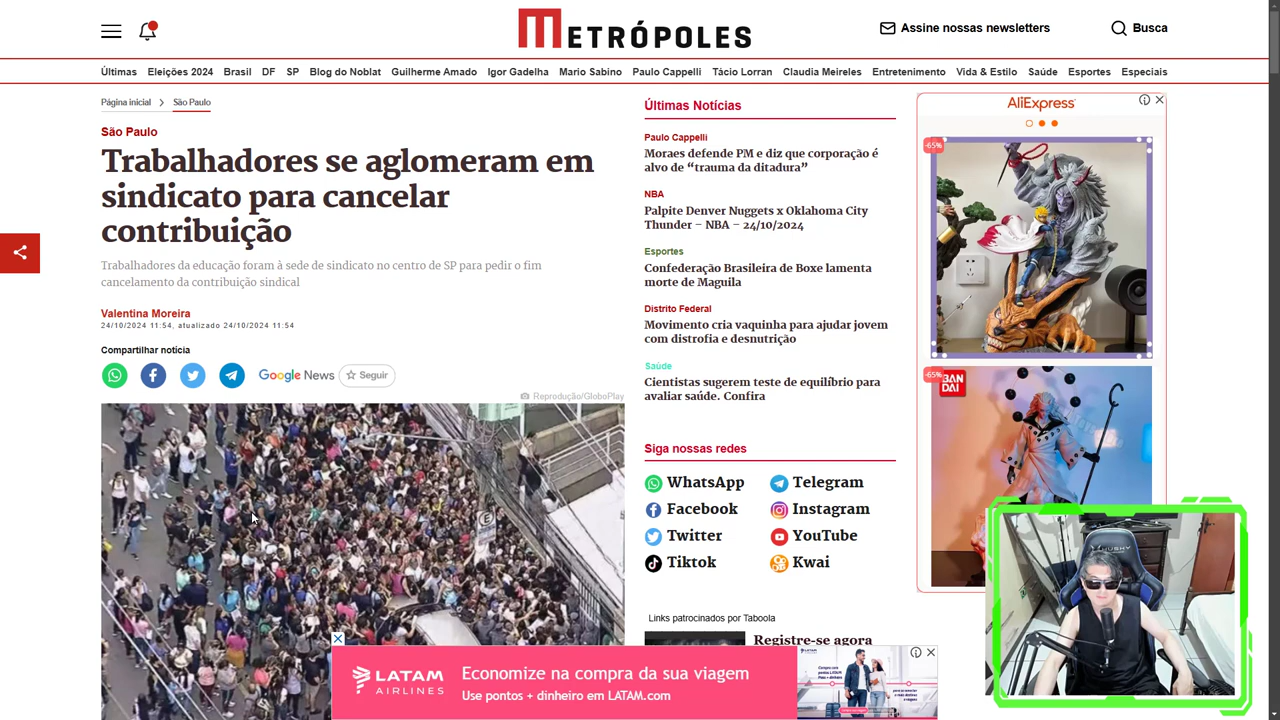 METRÓPOLES
Assine nossas newsletters
Busca
Últimas Eleições 2024 Brasil DF SP Blog do Noblat Guilherme Amado Igor Gadelha Mario Sabino Paulo Cappelli Tácio Lorran Claudia Meireles Entretenimento Vida & Estilo Saúde Esportes Especiais
Página inicial > São Paulo
São Paulo
Trabalhadores se aglomeram em
sindicato para cancelar
contribuição
Trabalhadores da educação foram à sede de sindicato no centro de SP para pedir o fim
cancelamento da contribuição sindical
Valentina Moreira
24/10/2024 11:54, atualizado 24/10/2024 11:54
Compartilhar notícia
Google News Seguir
Reprodução/GloboPlay
E
Últimas Notícias
Paulo Cappelli
Moraes defende PM e diz que corporação é
alvo de “trauma da ditadura”
NBA
Palpite Denver Nuggets x Oklahoma City
Thunder – NBA – 24/10/2024
Esportes
Confederação Brasileira de Boxe lamenta
morte de Maguila
Distrito Federal
Movimento cria vaquinha para ajudar jovem
com distrofia e desnutrição
Saúde
Cientistas sugerem teste de equilíbrio para
avaliar saúde. Confira
Siga nossas redes
WhatsApp Telegram
Facebook Instagram
Twitter YouTube
Tiktok Kwai
Links patrocinados por Taboola
Registre-se agora
AliExpress
-65%
-65%
BAN
DAI
HUSKY
LATAM
AIRLINES
Economize na compra da sua viagem
Use pontos + dinheiro em LATAM.com